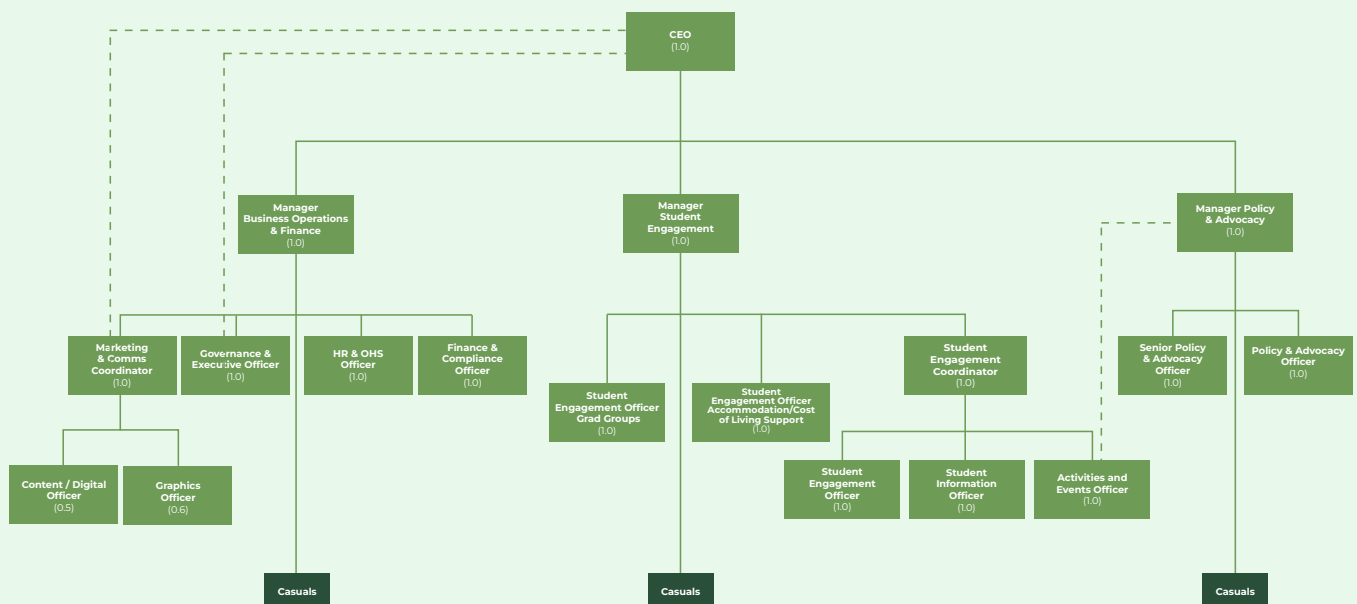 CEO
(1.0)
Manager
Business Operations
& Finance
(1.0)
Manager
Student
Engagement
(1.0)
Manager Policy
& Advocacy
(1.0)
Marketing
& Comms
Coordinator
(1.0)
Governance &
Executive Officer
(1.0)
HR & OHS
Officer
(1.0)
Finance &
Compliance
Officer
(1.0)
Student
Engagement Officer
Grad Groups
(1.0)
Student
Engagement Officer
Accommodation/Cost
of Living Support
(1.0)
Student
Engagement
Coordinator
(1.0)
Senior Policy
& Advocacy
Officer
(1.0)
Policy & Advocacy
Officer
(1.0)
Content / Digital
Officer
(0.5)
Graphics
Officer
(0.6)
Student
Engagement
Officer
(1.0)
Student
Information
Officer
(1.0)
Activities and
Events Officer
(1.0)
Casuals
Casuals
Casuals